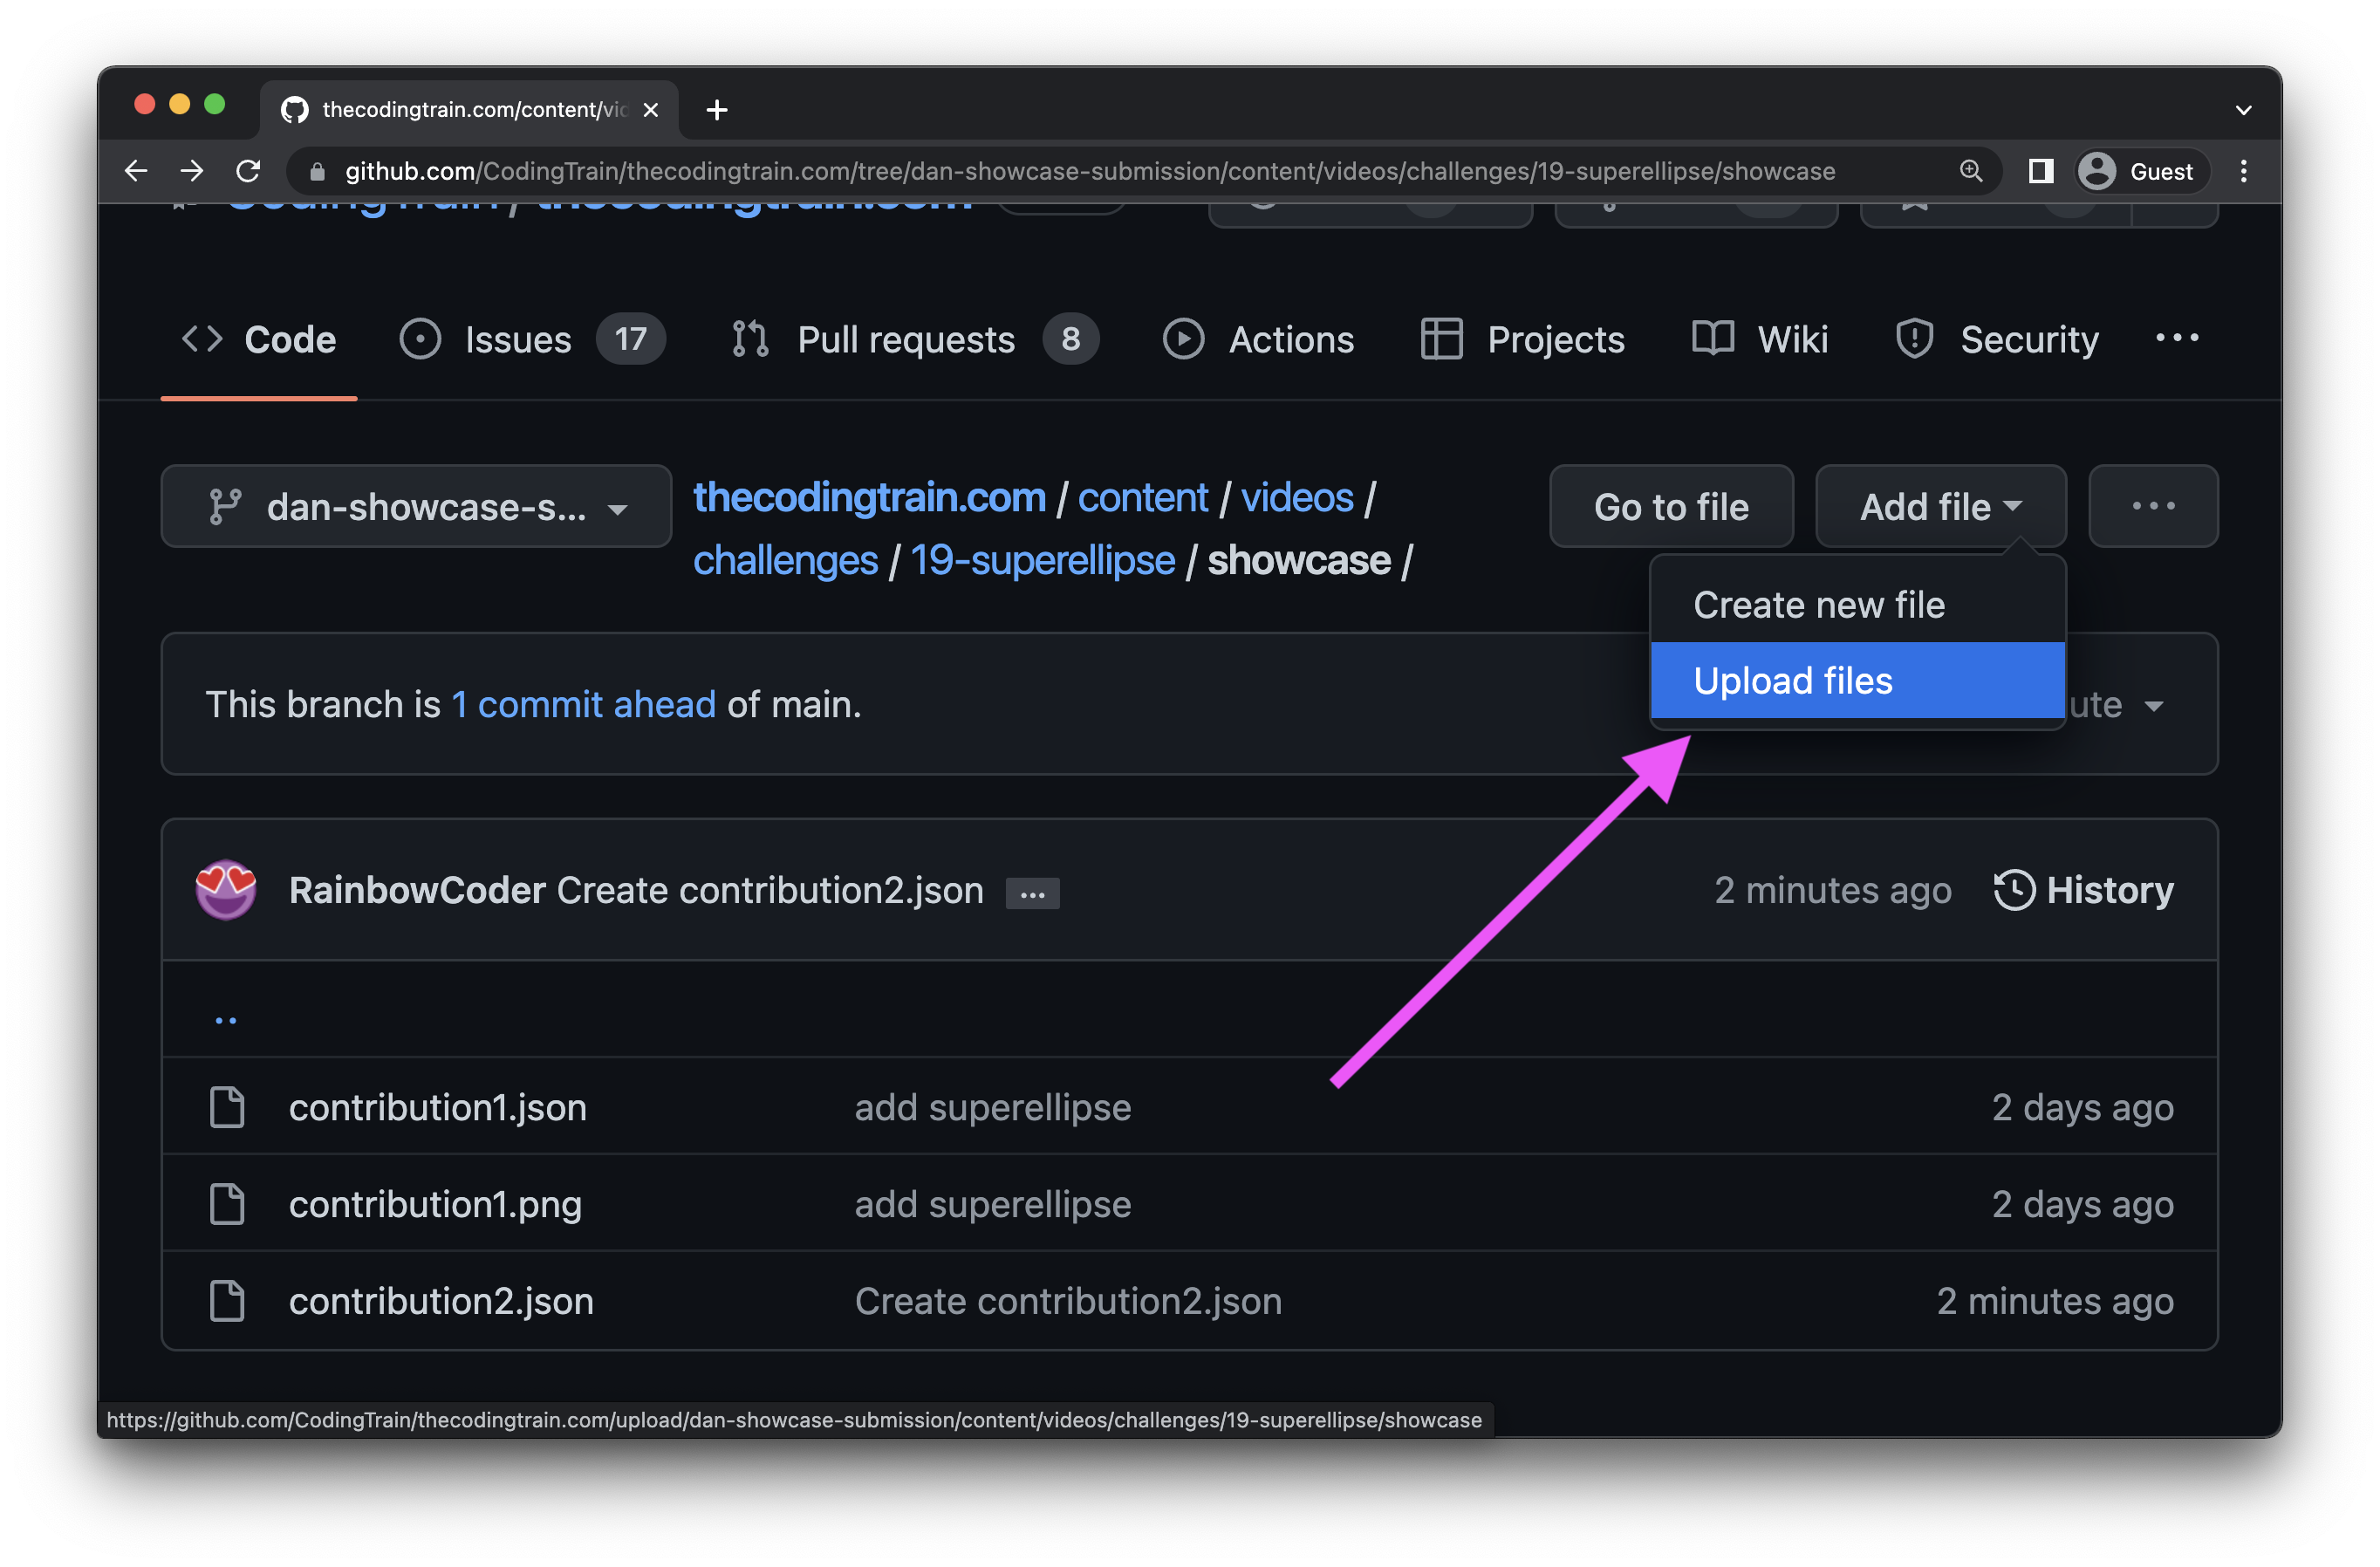 thecodingtrain.com/content/vid
github.com/CodingTrain/thecodingtrain.com/tree/dan-showcase-submission/content/videos/challenges/19-superellipse/showcase
Guest
CodingTrain / thecodingtrain.com
Code
Issues 17
Pull requests 8
Actions
Projects
Wiki
Security
dan-showcase-s...
thecodingtrain.com / content / videos /
challenges / 19-superellipse / showcase /
Go to file
Add file
Create new file
Upload files
This branch is 1 commit ahead of main.
RainbowCoder Create contribution2.json ...
2 minutes ago
History
..
contribution1.json add superellipse 2 days ago
contribution1.png add superellipse 2 days ago
contribution2.json Create contribution2.json 2 minutes ago
https://github.com/CodingTrain/thecodingtrain.com/upload/dan-showcase-submission/content/videos/challenges/19-superellipse/showcase